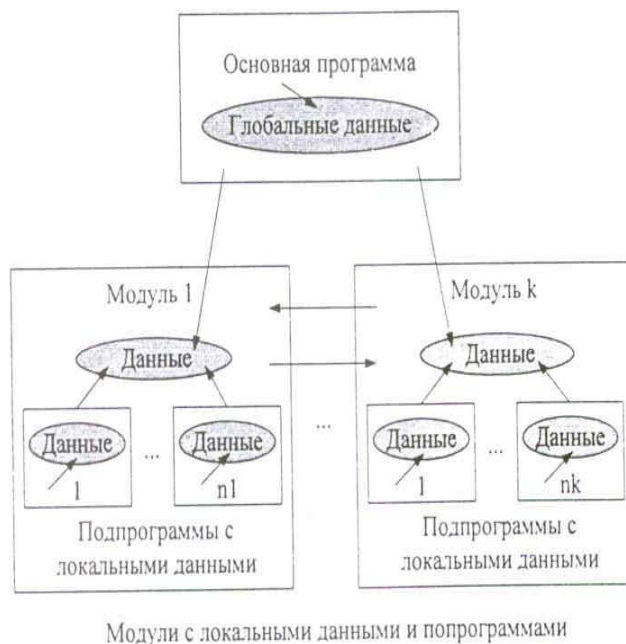 Основная программа
Глобальные данные
Модуль 1
Данные
Данные
...
Данные
1
n1
Подпрограммы с
локальными данными
...
Модуль k
Данные
Данные
...
Данные
1
nk
Подпрограммы с
локальными данными
Модули с локальными данными и попрограммами